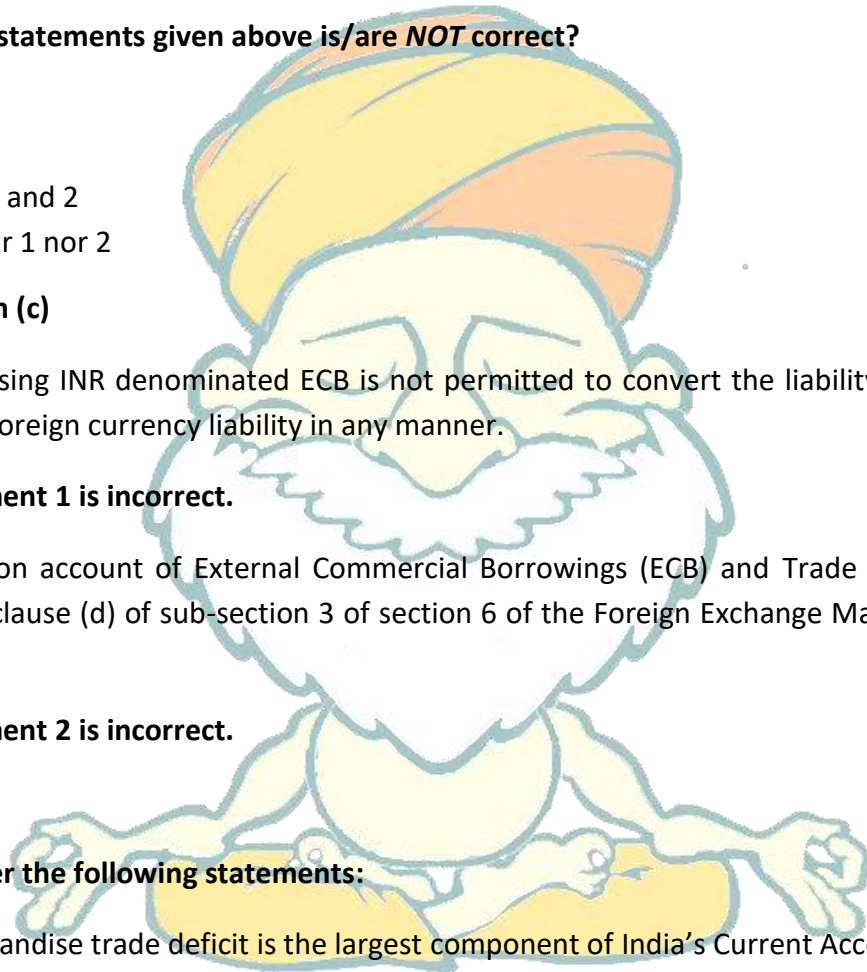 statements given above is/are NOT correct?
and 2
r 1 nor 2
n (c)
sing INR denominated ECB is not permitted to convert the liability
oreign currency liability in any manner.
nent 1 is incorrect.
on account of External Commercial Borrowings (ECB) and Trade
clause (d) of sub-section 3 of section 6 of the Foreign Exchange Ma
nent 2 is incorrect.
er the following statements:
andise trade deficit is the largest component of India’s Current Acc